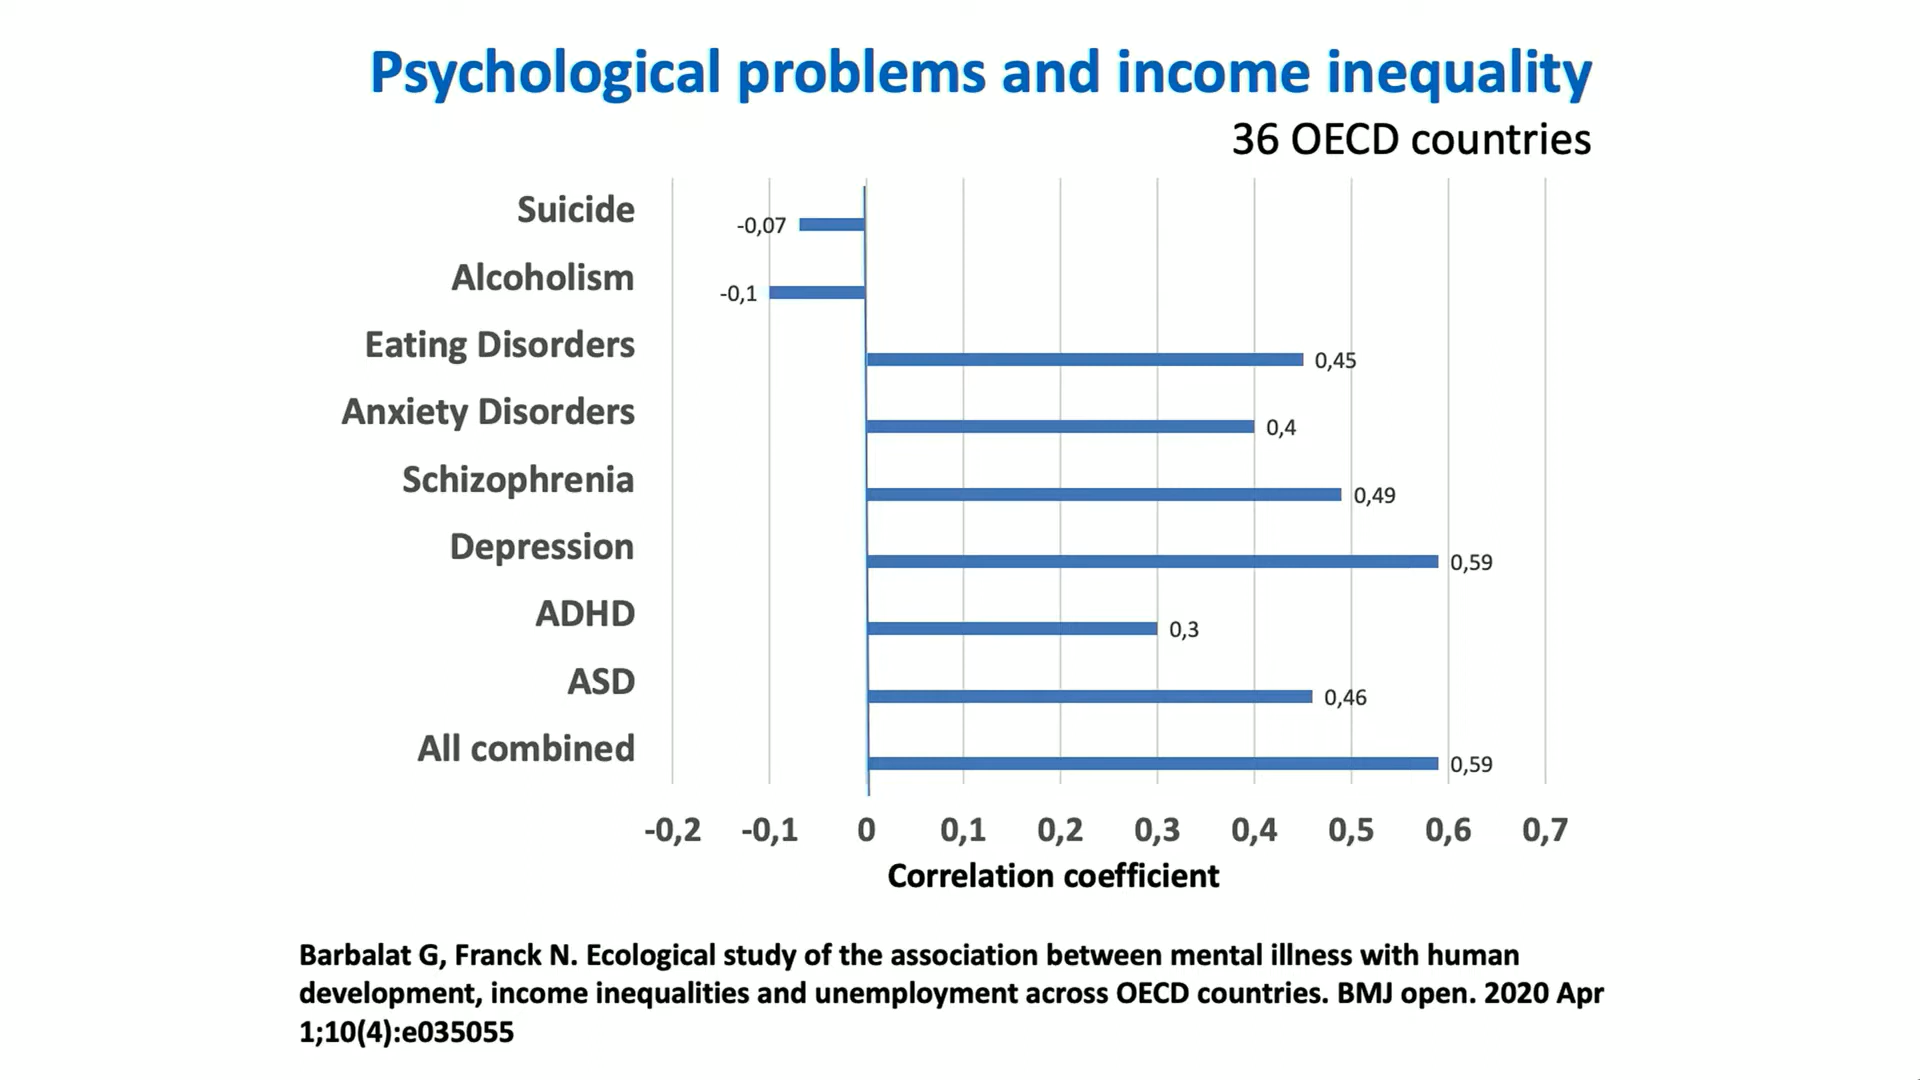 Psychological problems and income inequality
36 OECD countries
Suicide
-0,07
Alcoholism
-0,1
Eating Disorders
0,45
Anxiety Disorders
0,4
Schizophrenia
0,49
Depression
0,59
ADHD
0,3
ASD
0,46
All combined
0,59
-0,2 -0,1 0 0,1 0,2 0,3 0,4 0,5 0,6 0,7
Correlation coefficient
Barbalat G, Franck N. Ecological study of the association between mental illness with human
development, income inequalities and unemployment across OECD countries. BMJ open. 2020 Apr
1;10(4):e035055